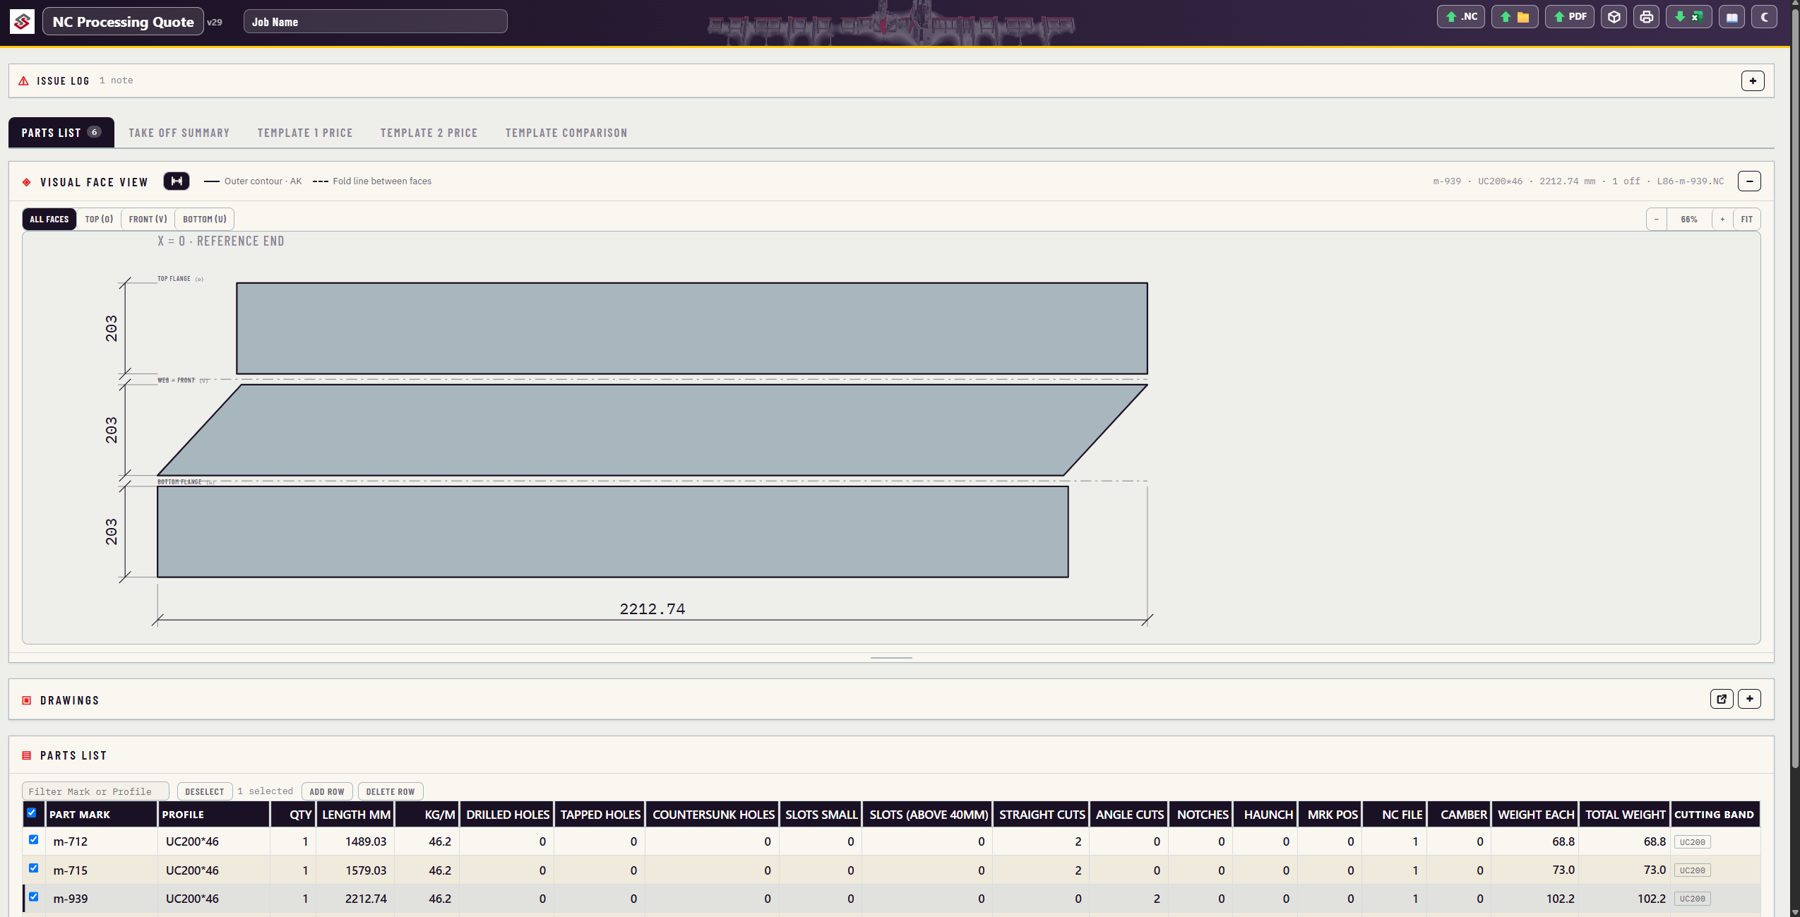 NC Processing Quote v29 Job Name .NC PDF
ISSUE LOG 1 note
PARTS LIST 6 TAKE OFF SUMMARY TEMPLATE 1 PRICE TEMPLATE 2 PRICE TEMPLATE COMPARISON
VISUAL FACE VIEW Outer contour · AK Fold line between faces m-939 · UC200*46 · 2212.74 mm · 1 off · L86-m-939.NC
ALL FACES TOP (O) FRONT (V) BOTTOM (U) - 66% + FIT
X = 0 · REFERENCE END
TOP FLANGE (o)
203
WEB = FRONT (V)
203
BOTTOM FLANGE (u)
203
2212.74
DRAWINGS
PARTS LIST
Filter Mark or Profile DESELECT 1 selected ADD ROW DELETE ROW
PART MARK PROFILE QTY LENGTH MM KG/M DRILLED HOLES TAPPED HOLES COUNTERSUNK HOLES SLOTS SMALL SLOTS (ABOVE 40MM) STRAIGHT CUTS ANGLE CUTS NOTCHES HAUNCH MRK POS NC FILE CAMBER WEIGHT EACH TOTAL WEIGHT CUTTING BAND
m-712 UC200*46 1 1489.03 46.2 0 0 0 0 0 2 0 0 0 0 1 0 68.8 68.8 UC200
m-715 UC200*46 1 1579.03 46.2 0 0 0 0 0 2 0 0 0 0 1 0 73.0 73.0 UC200
m-939 UC200*46 1 2212.74 46.2 0 0 0 0 0 0 2 0 0 0 1 0 102.2 102.2 UC200